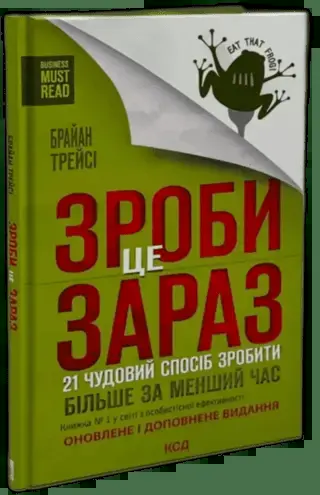 EAT THAT FROG!
BUSINESS
MUST
READ
БРАЙАН
ТРЕЙСІ
ЗРОБИ
ЦЕ
ЗАРАЗ
21 ЧУДОВИЙ СПОСІБ ЗРОБИТИ
БІЛЬШЕ ЗА МЕНШИЙ ЧАС
Книжка № 1 у світі з особистісної ефективності
ОНОВЛЕНЕ І ДОПОВНЕНЕ ВИДАННЯ
КСД
БРАЙАН ТРЕЙСІ ЗРОБИ ЦЕ ЗАРАЗ